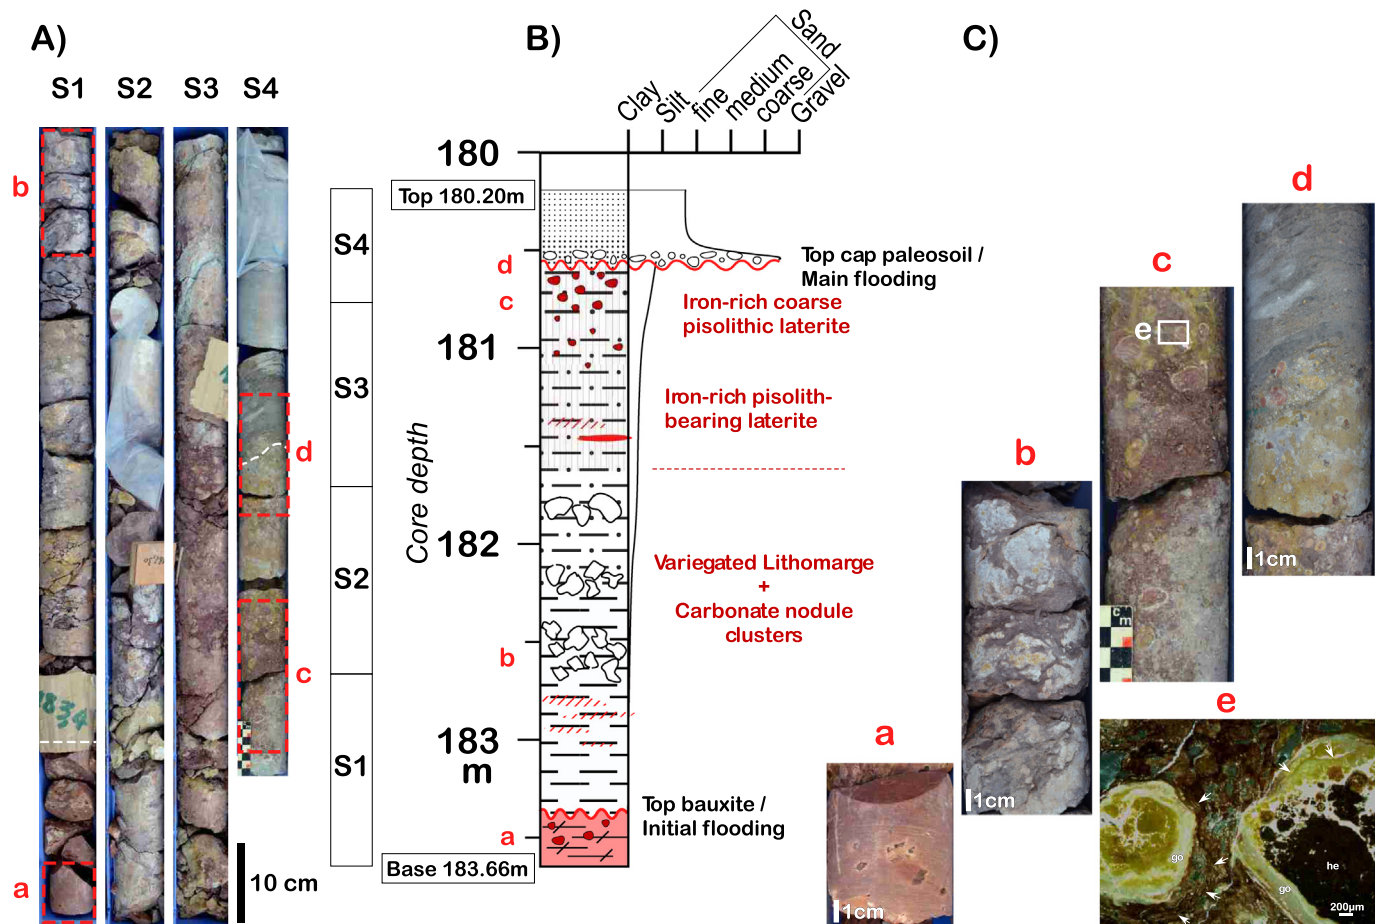 A)
B)
C)
S1
S2
S3
S4
b
a
d
c
Clay
Silt
fine
medium
coarse
Gravel
Sand
180
181
182
183
m
Core depth
Top 180.20m
Base 183.66m
S4
S3
S2
S1
d
c
b
a
Top cap paleosoil /
Main flooding
Iron-rich coarse
pisolithic laterite
Iron-rich pisolith-
bearing laterite
Variegated Lithomarge
+
Carbonate nodule
clusters
Top bauxite /
Initial flooding
10 cm
1834
a
1cm
b
1cm
c
e
c
m
d
1cm
e
go
go
he
200µm